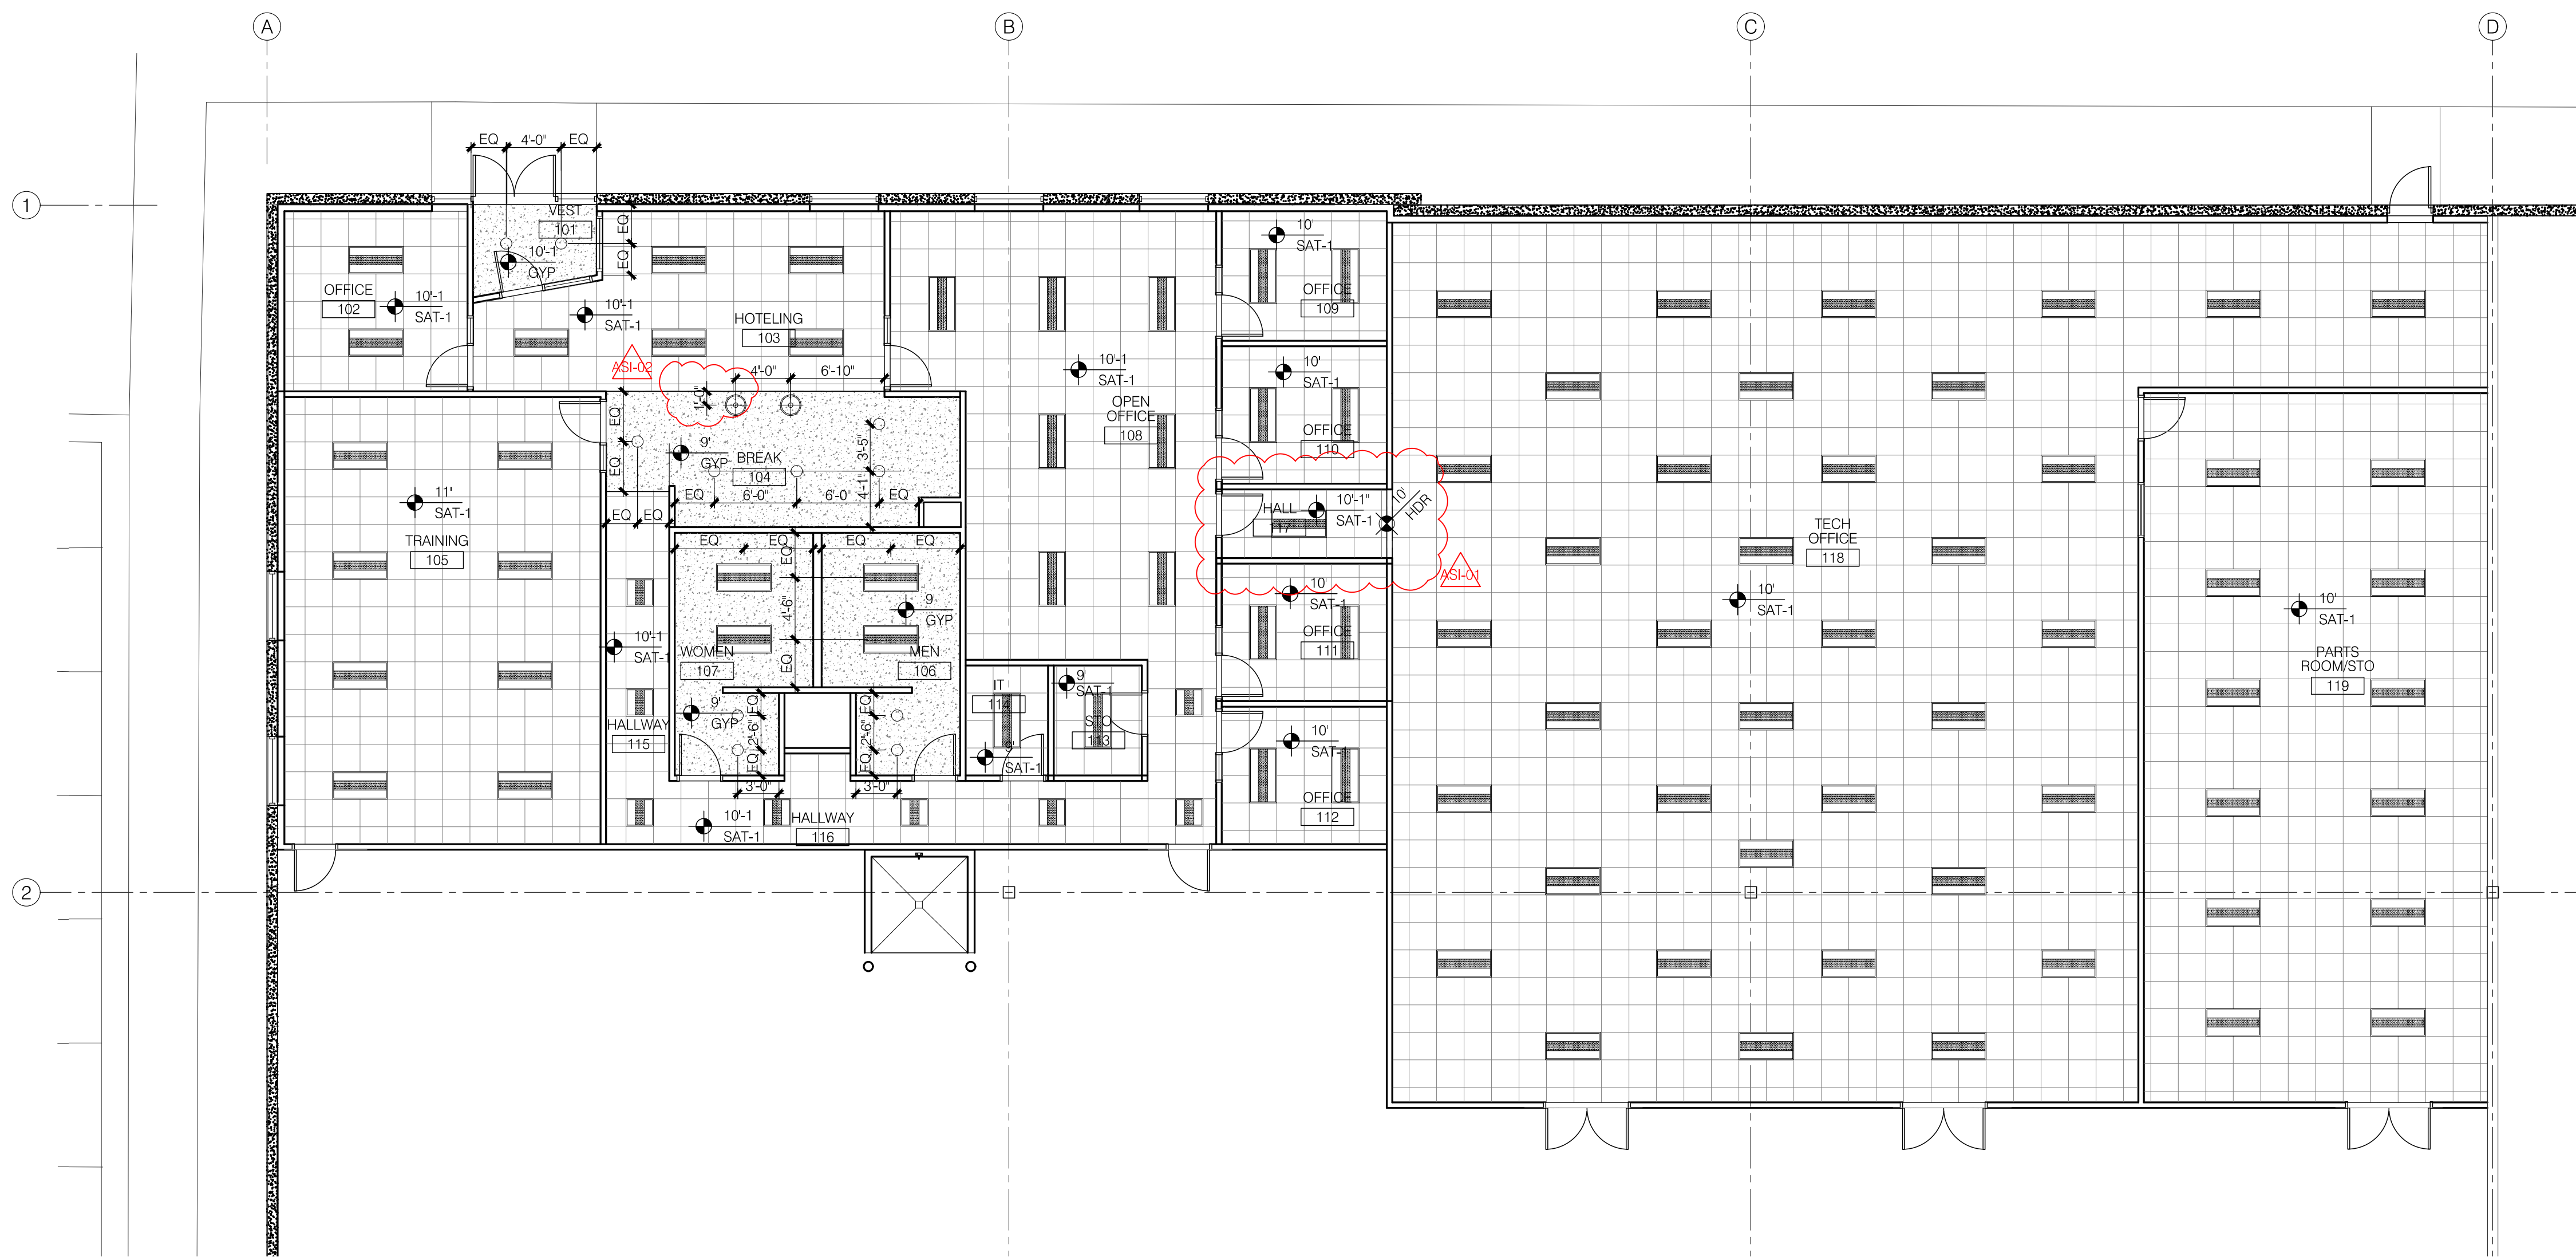 A
B
C
D
1
2
EQ
4'-0"
EQ
VEST
101
EQ
EQ
10'-1
GYP
OFFICE
102
10'-1
SAT-1
10'-1
SAT-1
HOTELING
103
ASI-02
4'-0"
6'-10"
1'-0"
EQ
EQ
9'
GYP
BREAK
104
3'-5"
4'-1"
EQ
6'-0"
6'-0"
EQ
EQ
EQ
11'
SAT-1
TRAINING
105
10'-1
SAT-1
OPEN
OFFICE
108
10'
SAT-1
OFFICE
109
10'
SAT-1
OFFICE
110
HALL
117
10'-1"
SAT-1
10'
HDR
ASI-01
10'
SAT-1
OFFICE
111
10'
SAT-1
OFFICE
112
EQ
EQ
EQ
EQ
EQ
4'-6"
EQ
9
GYP
WOMEN
107
MEN
106
10'-1
SAT-1
HALLWAY
115
9'
GYP
EQ
2'-6"
EQ
3'-0"
EQ
2'-6"
EQ
3'-0"
IT
114
9'
SAT-1
9'
SAT-1
STO
113
10'-1
SAT-1
HALLWAY
116
TECH
OFFICE
118
10'
SAT-1
10'
SAT-1
PARTS
ROOM/STO
119